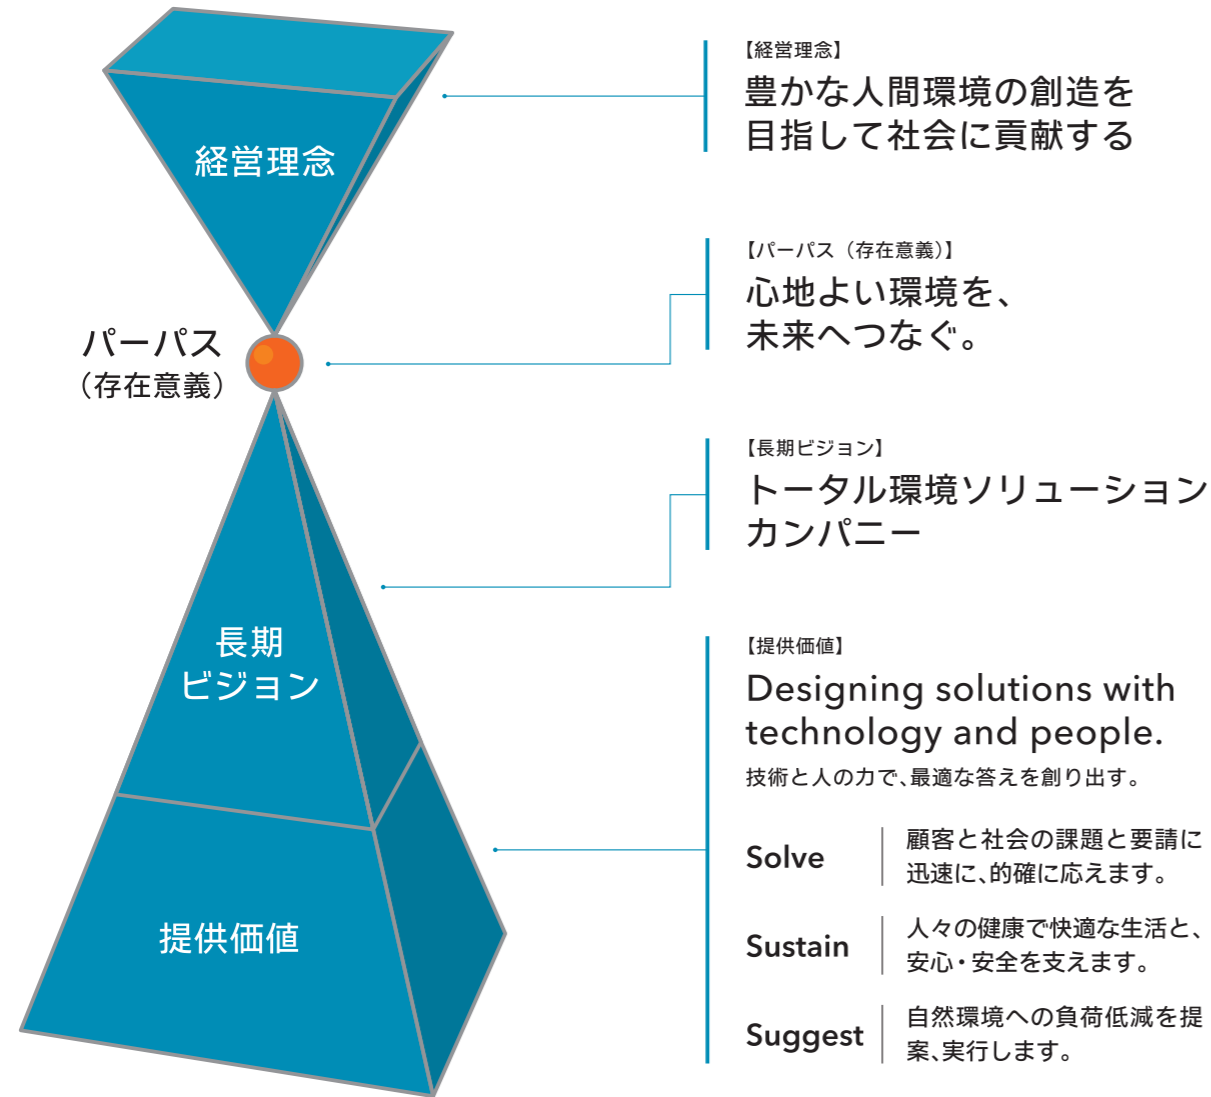 経営理念
パーパス
（存在意義）
長期
ビジョン
提供価値
【経営理念】
豊かな人間環境の創造を
目指して社会に貢献する
【パーパス（存在意義）】
心地よい環境を、
未来へつなぐ。
【長期ビジョン】
トータル環境ソリューション
カンパニー
【提供価値】
Designing solutions with
technology and people.
技術と人の力で、最適な答えを創り出す。
Solve
顧客と社会の課題と要請に
迅速に、的確に応えます。
Sustain
人々の健康で快適な生活と、
安心・安全を支えます。
Suggest
自然環境への負荷低減を提
案、実行します。